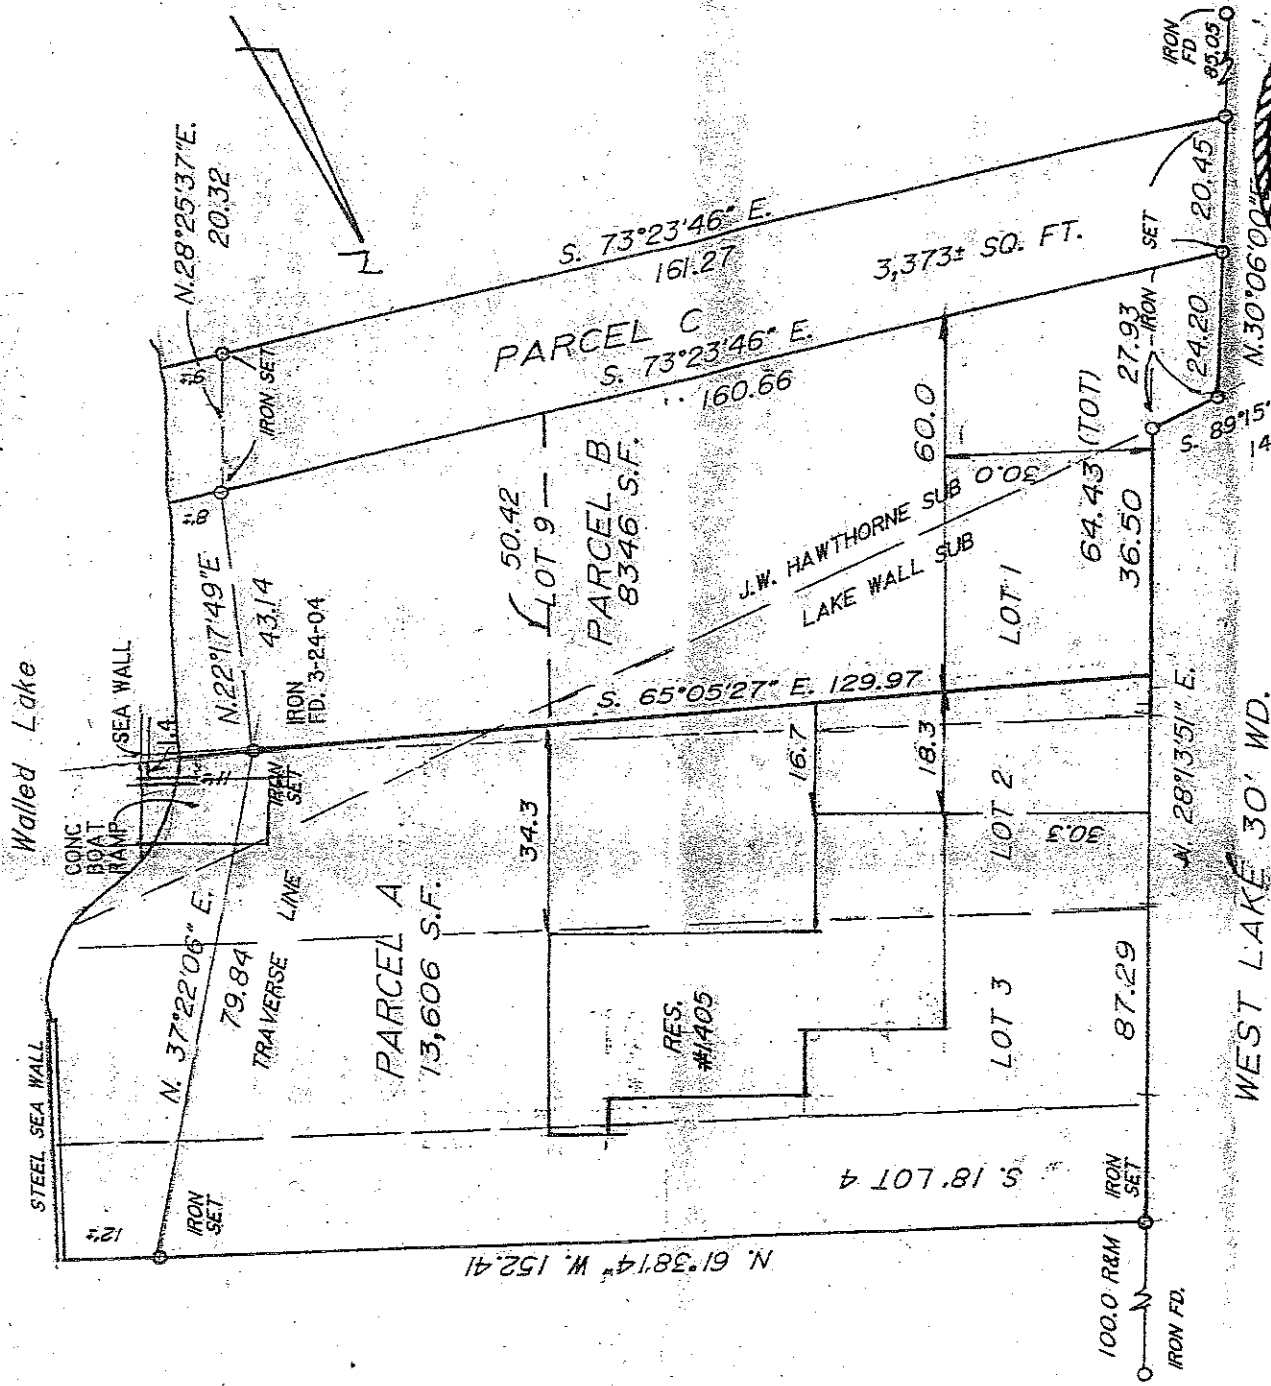 Walled Lake
N.28°25'37"E.
20.32
IRON
FD.
85.05
STEEL SEA WALL
CONC
BOAT
RAMP
SEA WALL
1.4
11'±
8'±
9'±
12'±
IRON SET
N.22°17'49"E
43.14
IRON
FD. 3-24-04
IRON
SET
N. 37°22'06" E.
79.84
TRAVERSE LINE
IRON
SET
S. 73°23'46" E.
161.27
PARCEL C
3,373± SQ. FT.
S. 73°23'46" E.
160.66
50.42
LOT 9
PARCEL B
8346 S.F.
J.W. HAWTHORNE SUB
LAKE WALL SUB
60.0
30.0
LOT 1
S. 65°05'27" E. 129.97
PARCEL A
13,606 S.F.
34.3
16.7
18.3
LOT 2
30.3
RES.
#1405
LOT 3
S. 18' LOT 4
N. 61°38'14" W. 152.41
64.43 (TOT)
36.50
27.93
IRON SET
24.20
20.45
N.30°06'00"E
S. 89°15'
14
N. 28°13'51" E.
87.29
IRON
SET
100.0 R&M
IRON FD.
WEST LAKE 30' WD.